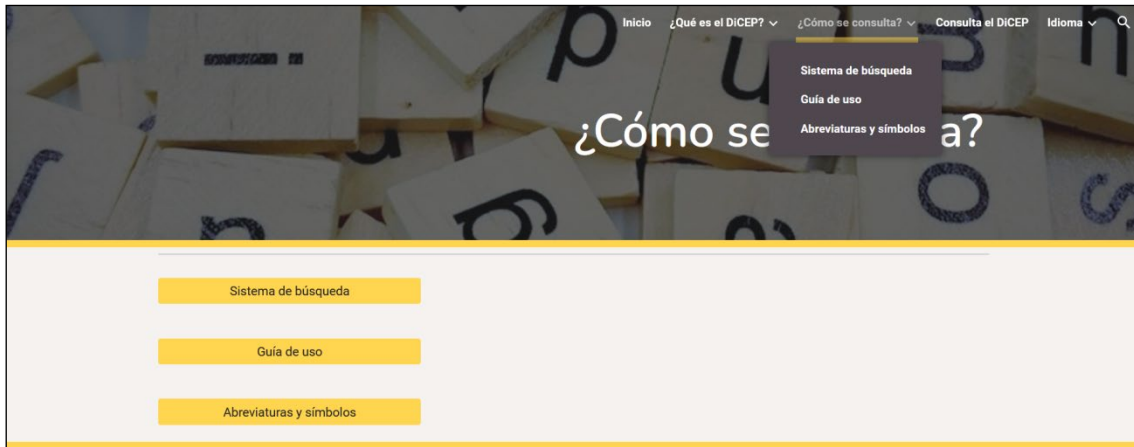 Inicio ¿Qué es el DiCEP? ¿Cómo se consulta? Consulta el DiCEP Idioma
Sistema de búsqueda
Guía de uso
Abreviaturas y símbolos
¿Cómo se a?
Sistema de búsqueda
Guía de uso
Abreviaturas y símbolos